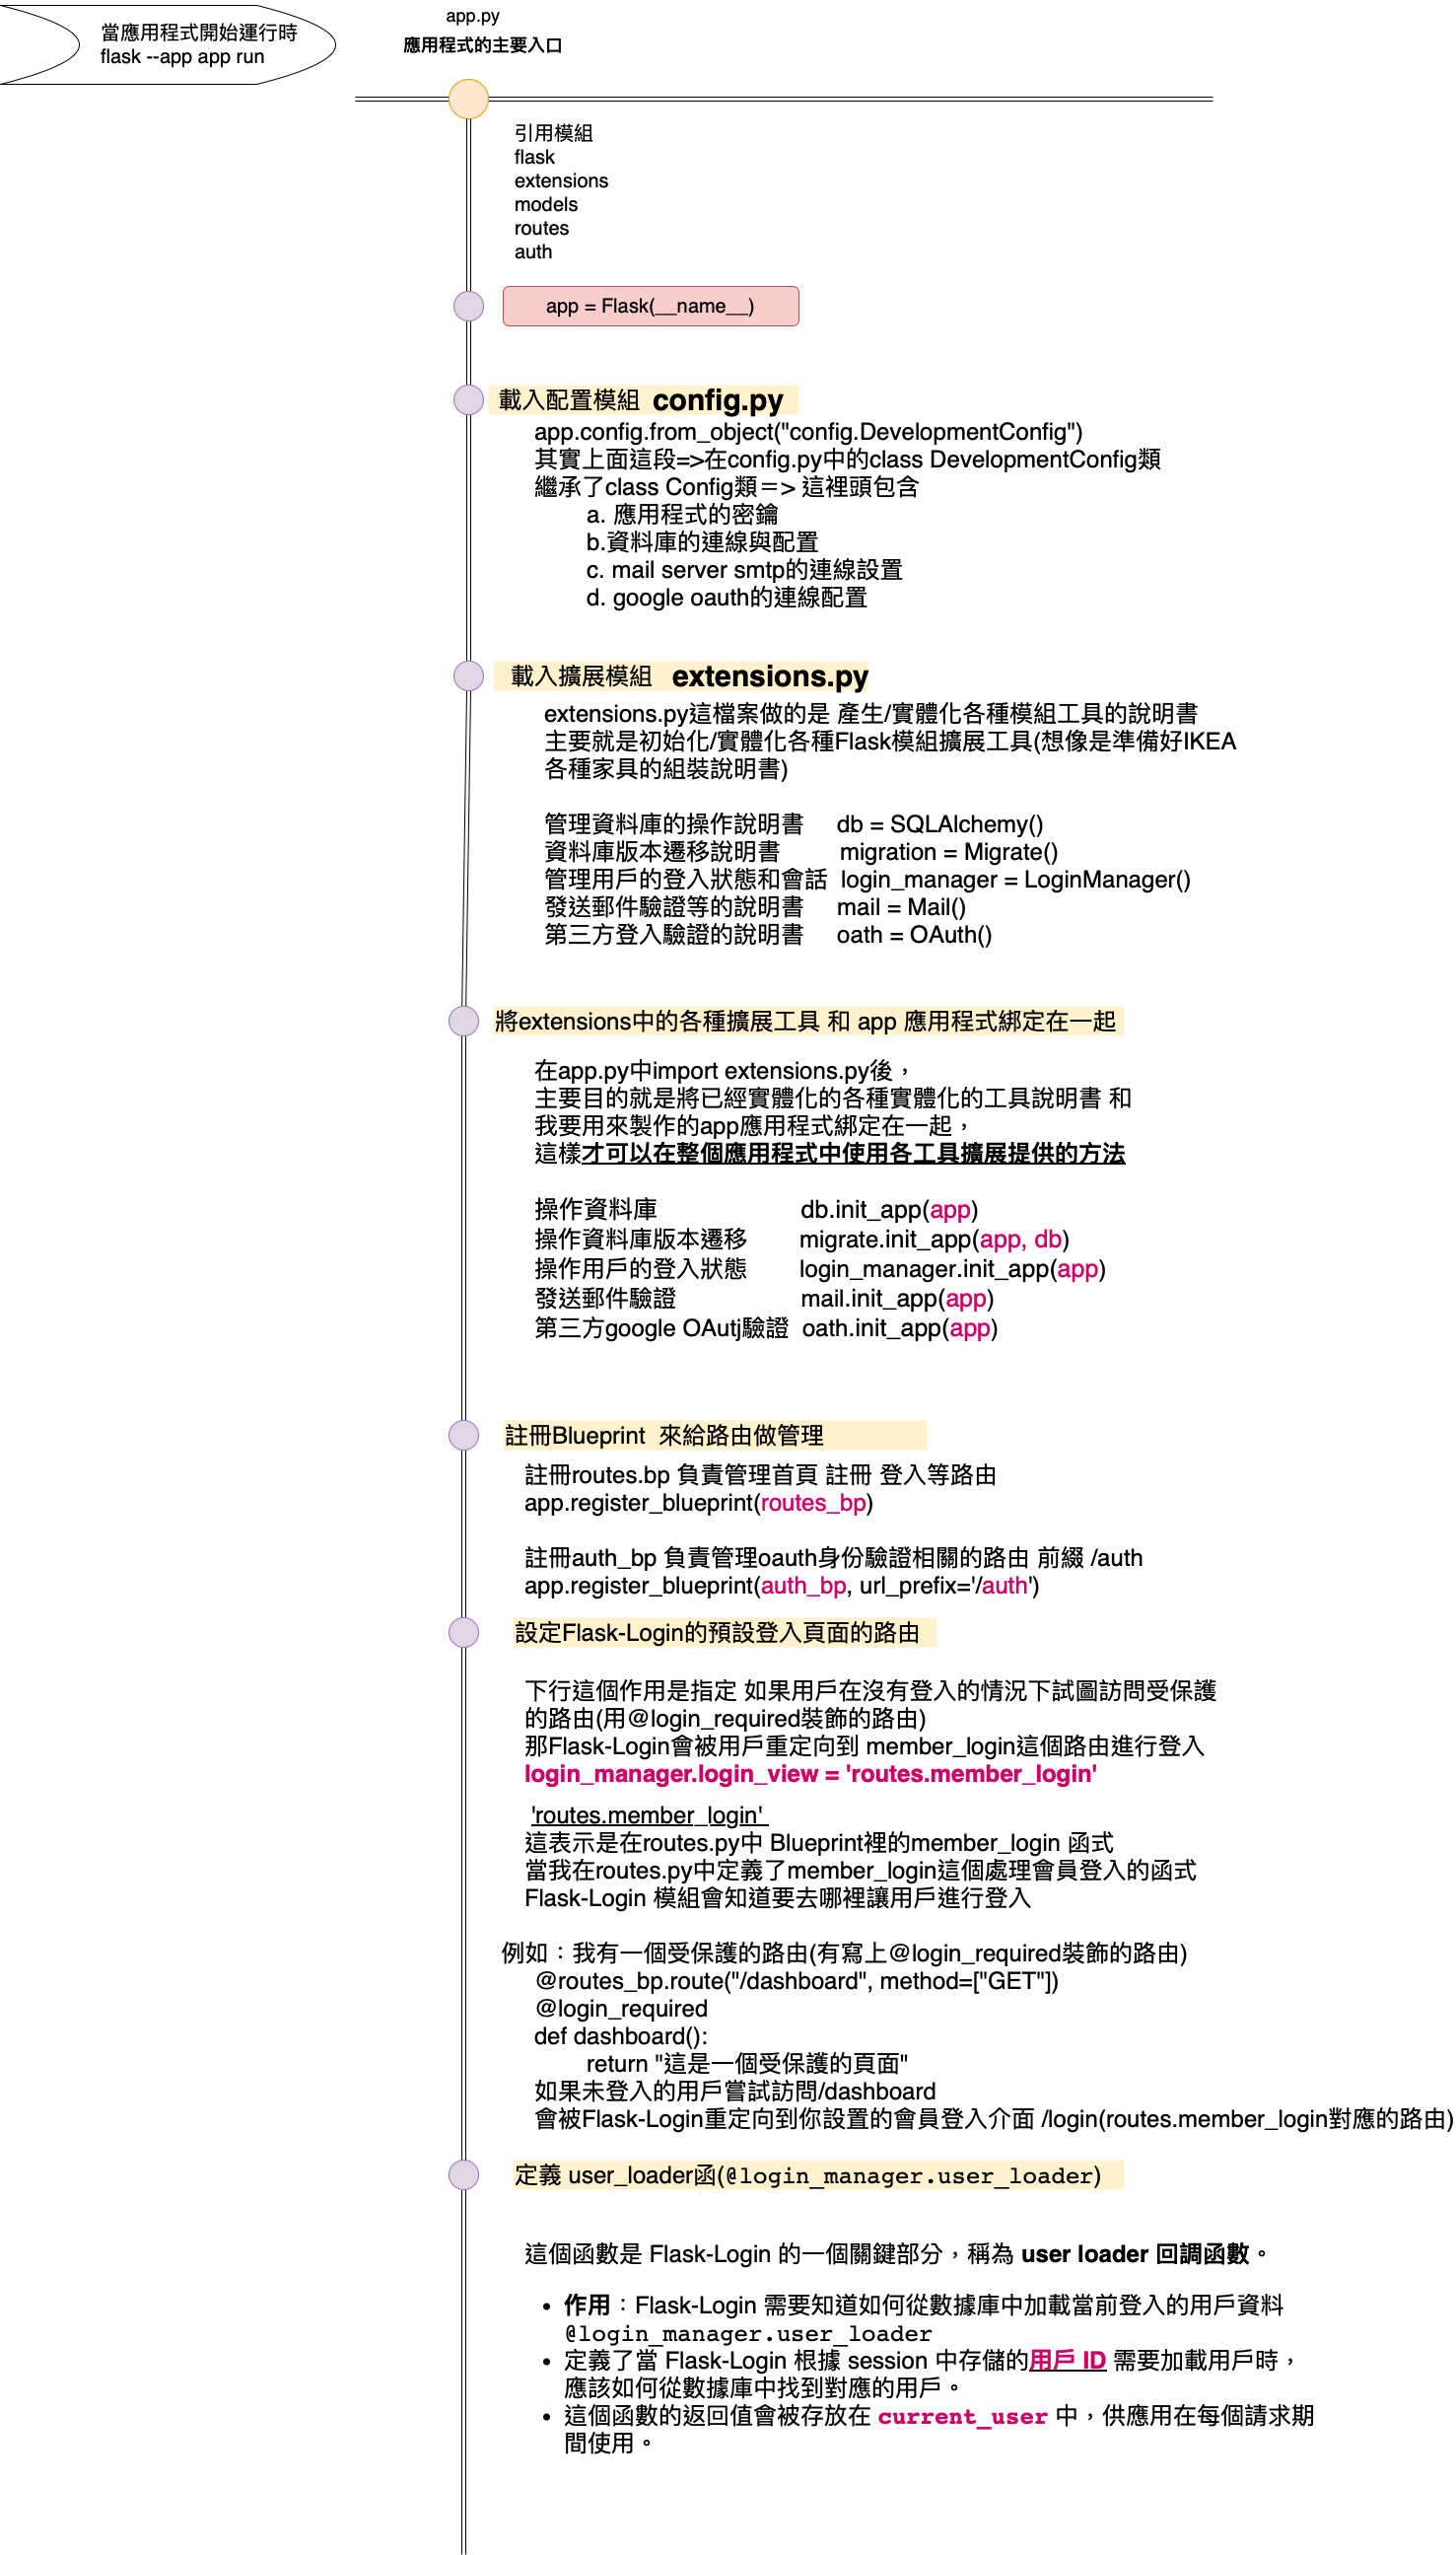 當應用程式開始運行時
flask --app app run
app.py
應用程式的主要入口
引用模組
flask
extensions
models
routes
auth
app = Flask(__name__)
載入配置模組 config.py
app.config.from_object("config.DevelopmentConfig")
其實上面這段=>在config.py中的class DevelopmentConfig類
繼承了class Config類＝> 這裡頭包含
a. 應用程式的密鑰
b.資料庫的連線與配置
c. mail server smtp的連線設置
d. google oauth的連線配置
載入擴展模組 extensions.py
extensions.py這檔案做的是 產生/實體化各種模組工具的說明書
主要就是初始化/實體化各種Flask模組擴展工具(想像是準備好IKEA
各種家具的組裝說明書)
管理資料庫的操作說明書 db = SQLAlchemy()
資料庫版本遷移說明書 migration = Migrate()
管理用戶的登入狀態和會話 login_manager = LoginManager()
發送郵件驗證等的說明書 mail = Mail()
第三方登入驗證的說明書 oath = OAuth()
將extensions中的各種擴展工具 和 app 應用程式綁定在一起
在app.py中import extensions.py後，
主要目的就是將已經實體化的各種實體化的工具說明書 和
我要用來製作的app應用程式綁定在一起，
這樣才可以在整個應用程式中使用各工具擴展提供的方法
操作資料庫 db.init_app(app)
操作資料庫版本遷移 migrate.init_app(app, db)
操作用戶的登入狀態 login_manager.init_app(app)
發送郵件驗證 mail.init_app(app)
第三方google OAutj驗證 oath.init_app(app)
註冊Blueprint 來給路由做管理
註冊routes.bp 負責管理首頁 註冊 登入等路由
app.register_blueprint(routes_bp)
註冊auth_bp 負責管理oauth身份驗證相關的路由 前綴 /auth
app.register_blueprint(auth_bp, url_prefix='/auth')
設定Flask-Login的預設登入頁面的路由
下行這個作用是指定 如果用戶在沒有登入的情況下試圖訪問受保護
的路由(用@login_required裝飾的路由)
那Flask-Login會被用戶重定向到 member_login這個路由進行登入
login_manager.login_view = 'routes.member_login'
'routes.member_login'
這表示是在routes.py中 Blueprint裡的member_login 函式
當我在routes.py中定義了member_login這個處理會員登入的函式
Flask-Login 模組會知道要去哪裡讓用戶進行登入
例如：我有一個受保護的路由(有寫上@login_required裝飾的路由)
@routes_bp.route("/dashboard", method=["GET"])
@login_required
def dashboard():
return "這是一個受保護的頁面"
如果未登入的用戶嘗試訪問/dashboard
會被Flask-Login重定向到你設置的會員登入介面 /login(routes.member_login對應的路由)
定義 user_loader函(@login_manager.user_loader)
這個函數是 Flask-Login 的一個關鍵部分，稱為 user loader 回調函數。
• 作用：Flask-Login 需要知道如何從數據庫中加載當前登入的用戶資料
@login_manager.user_loader
• 定義了當 Flask-Login 根據 session 中存儲的用戶 ID 需要加載用戶時，
應該如何從數據庫中找到對應的用戶。
• 這個函數的返回值會被存放在 current_user 中，供應用在每個請求期
間使用。